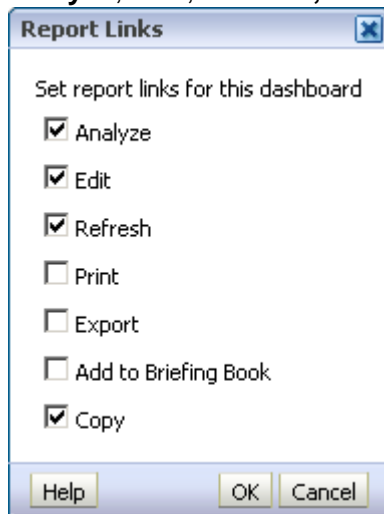 Report Links
Set report links for this dashboard
Analyze
Edit
Refresh
Print
Export
Add to Briefing Book
Copy
Help OK Cancel